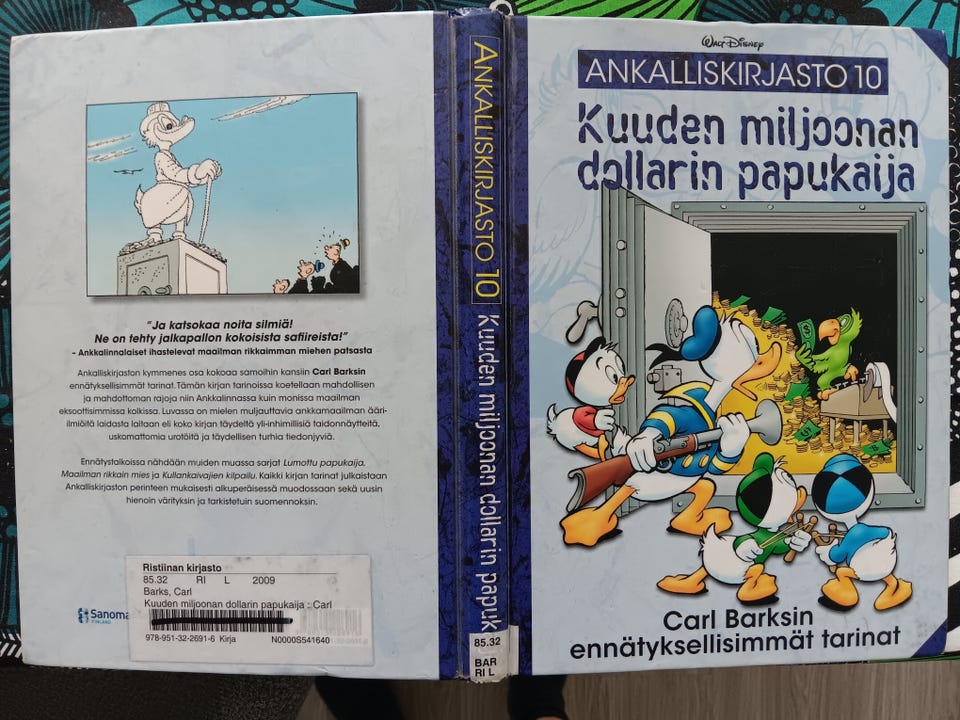 "Ja katsokaa noita silmiä!
Ne on tehty jalkapallon kokoisista safiireista!"
- Ankkalinnalaiset ihastelevat maailman rikkaimman miehen patsasta
Ankalliskirjaston kymmenes osa kokoaa samoihin kansiin Carl Barksin
ennätyksellisimmät tarinat. Tämän kirjan tarinoissa koetellaan mahdollisen
ja mahdottoman rajoja niin Ankkalinnassa kuin monissa maailman
eksoottisimmissa kolkissa. Luvassa on mielen muljauttavia ankkamaailman ääri-
ilmiöitä laidasta laitaan eli koko kirjan täydeltä yli-inhimillisiä taidonnäytteitä,
uskomattomia urotöitä ja täydellisen turhia tiedonjyviä.
Ennätystalkoissa nähdään muiden muassa sarjat Lumottu papukaija,
Maailman rikkain mies ja Kullankaivajien kilpailu. Kaikki kirjan tarinat julkaistaan
Ankalliskirjaston perinteen mukaisesti alkuperäisessä muodossaan sekä uusin
hienoin värityksin ja tarkistetuin suomennoksin.
Sanoma
FINLAND
Ristiinan kirjasto
85.32 RI L 2009
Barks, Carl
Kuuden miljoonan dollarin papukaija : Carl
978-951-32-2691-6 Kirja N0000S541640
ANKALLISKIRJASTO 10 Kuuden miljoonan dollarin papuk
85.32
BAR
RI L
WALT DISNEY
ANKALLISKIRJASTO 10
Kuuden miljoonan
dollarin papukaija
Carl Barksin
ennätyksellisimmät tarinat